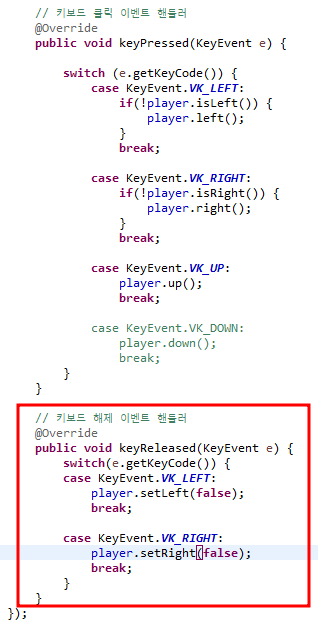 // 키보드 클릭 이벤트 핸들러
@Override
public void keyPressed(KeyEvent e) {
switch (e.getKeyCode()) {
case KeyEvent.VK_LEFT:
if(!player.isLeft()) {
player.left();
}
break;
case KeyEvent.VK_RIGHT:
if(!player.isRight()) {
player.right();
}
break;
case KeyEvent.VK_UP:
player.up();
break;
case KeyEvent.VK_DOWN:
player.down();
break;
}
}
// 키보드 해제 이벤트 핸들러
@Override
public void keyReleased(KeyEvent e) {
switch(e.getKeyCode()) {
case KeyEvent.VK_LEFT:
player.setLeft(false);
break;
case KeyEvent.VK_RIGHT:
player.setRight(false);
break;
}
}
});